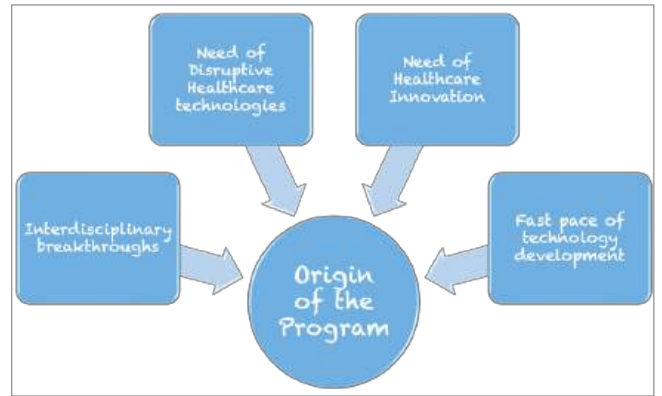 Need of
Disruptive
Healthcare
technologies
Need of
Healthcare
Innovation
Interdisciplinary
breakthroughs
Fast pace of
technology
development
Origin
of the
Program